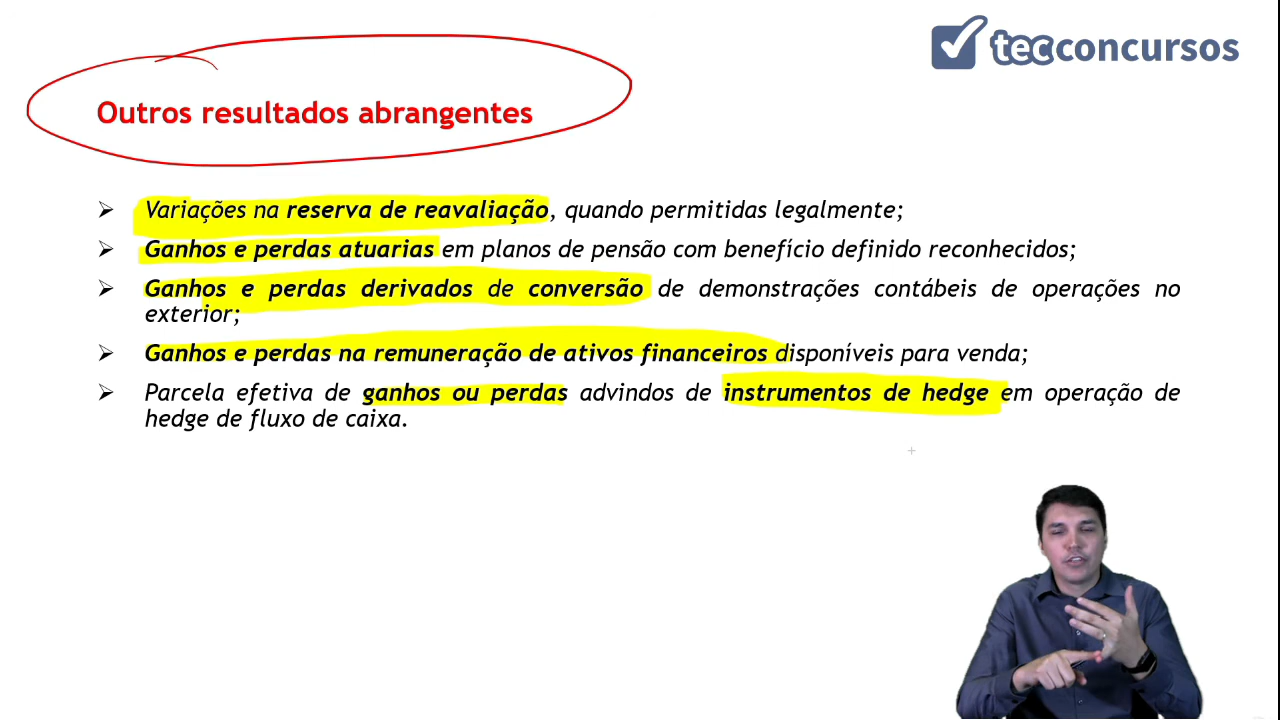 tecconcursos
Outros resultados abrangentes
Variações na reserva de reavaliação, quando permitidas legalmente;
Ganhos e perdas atuarias em planos de pensão com benefício definido reconhecidos;
Ganhos e perdas derivados de conversão de demonstrações contábeis de operações no
exterior;
Ganhos e perdas na remuneração de ativos financeiros disponíveis para venda;
Parcela efetiva de ganhos ou perdas advindos de instrumentos de hedge em operação de
hedge de fluxo de caixa.